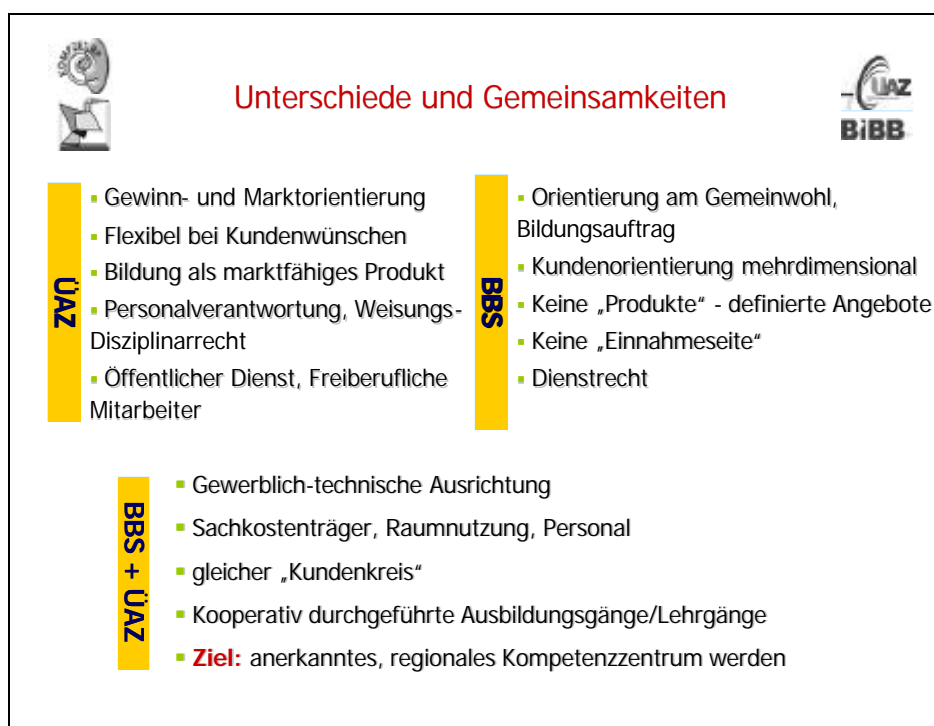 KOMPZET
Unterschiede und Gemeinsamkeiten
ÜAZ
BiBB
ÜAZ
▪ Gewinn- und Marktorientierung
▪ Flexibel bei Kundenwünschen
▪ Bildung als marktfähiges Produkt
▪ Personalverantwortung, Weisungs-
Disziplinarrecht
▪ Öffentlicher Dienst, Freiberufliche
Mitarbeiter
BBS
▪ Orientierung am Gemeinwohl,
Bildungsauftrag
▪ Kundenorientierung mehrdimensional
▪ Keine „Produkte“ - definierte Angebote
▪ Keine „Einnahmeseite“
▪ Dienstrecht
BBS + ÜAZ
▪ Gewerblich-technische Ausrichtung
▪ Sachkostenträger, Raumnutzung, Personal
▪ gleicher „Kundenkreis“
▪ Kooperativ durchgeführte Ausbildungsgänge/Lehrgänge
▪ Ziel: anerkanntes, regionales Kompetenzzentrum werden